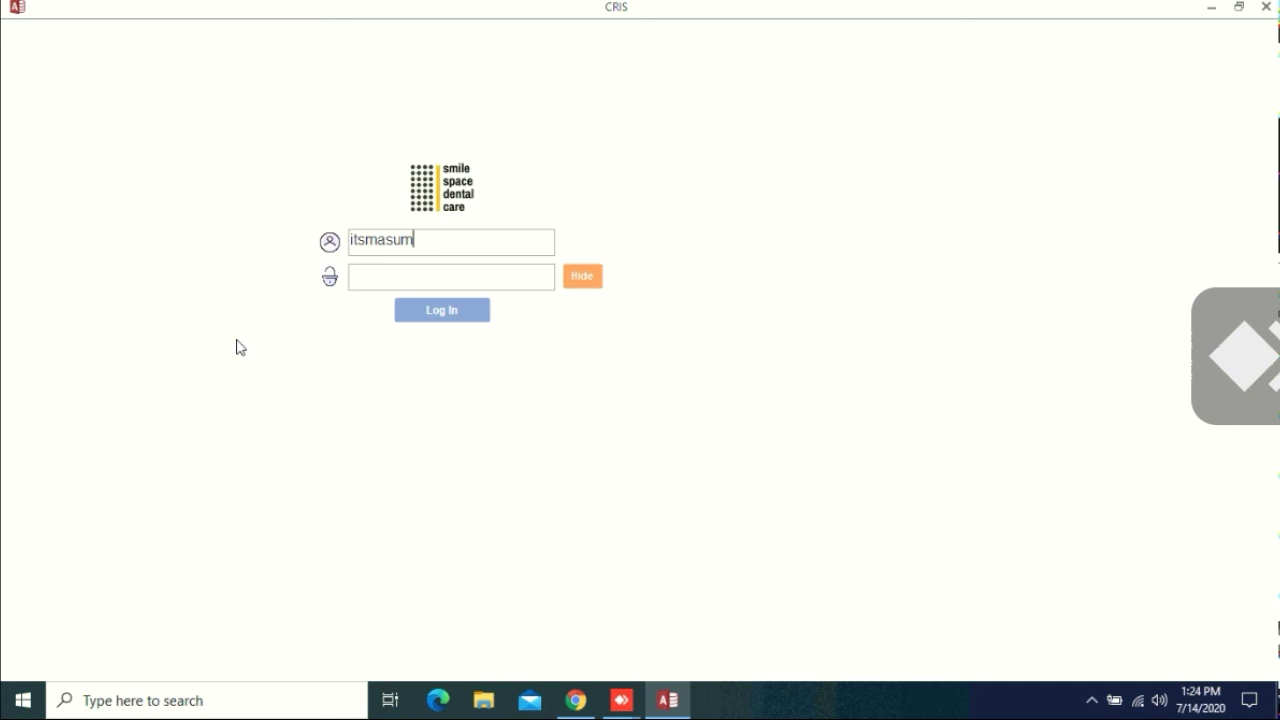 CRIS
smile
space
dental
care
itsmasum
Hide
Log In
Type here to search
1:24 PM
7/14/2020